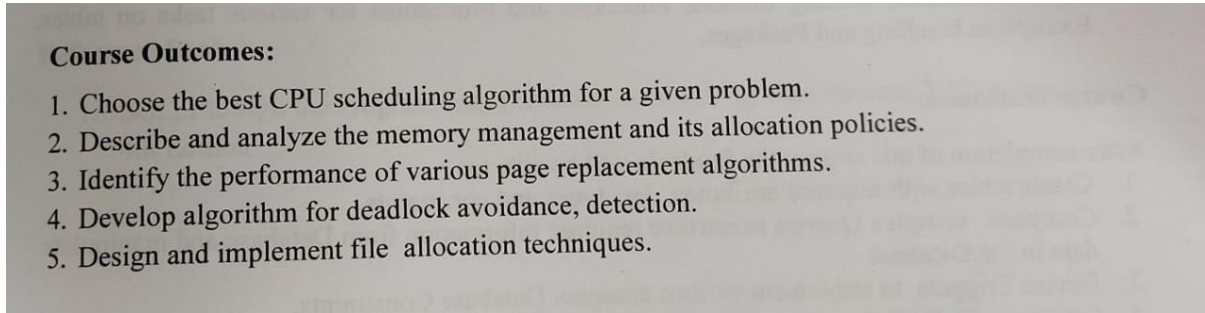 Course Outcomes:
1. Choose the best CPU scheduling algorithm for a given problem.
2. Describe and analyze the memory management and its allocation policies.
3. Identify the performance of various page replacement algorithms.
4. Develop algorithm for deadlock avoidance, detection.
5. Design and implement file allocation techniques.